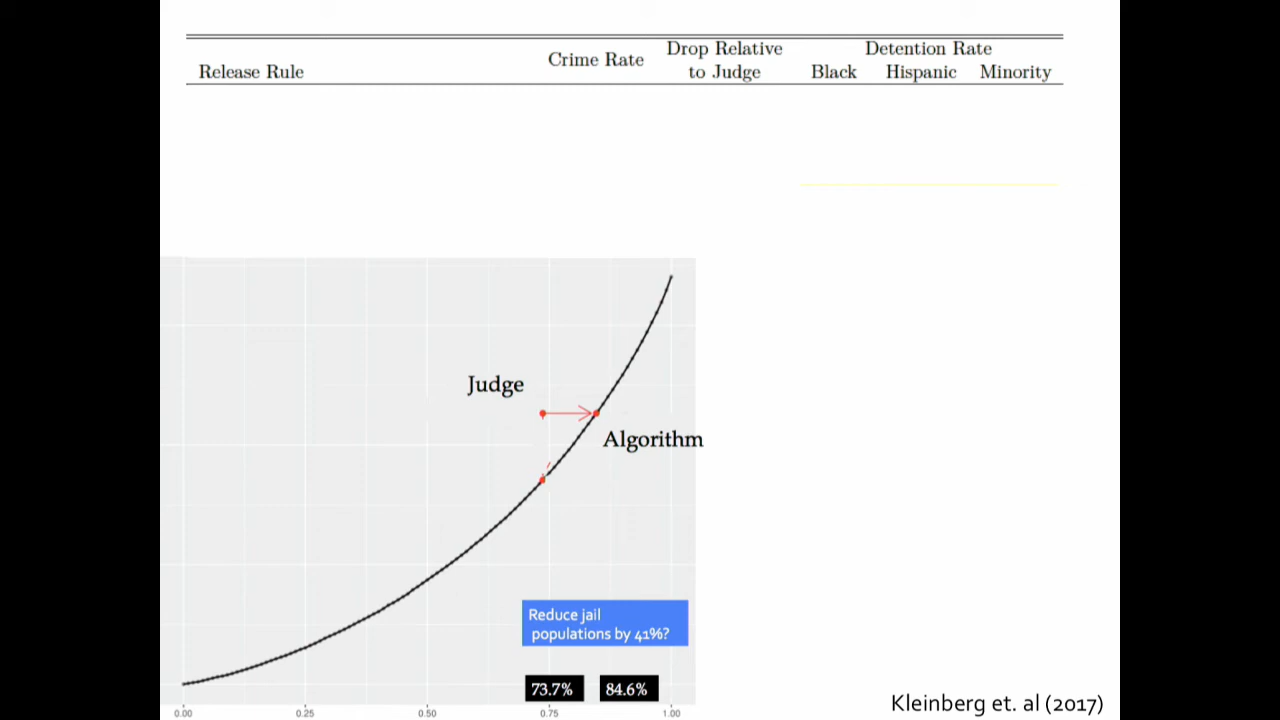 Drop Relative Detention Rate
Crime Rate
Release Rule to Judge Black Hispanic Minority
Judge
Algorithm
Reduce jail
populations by 41%?
73.7% 84.6%
0.00 0.25 0.50 0.75 1.00
Kleinberg et. al (2017)